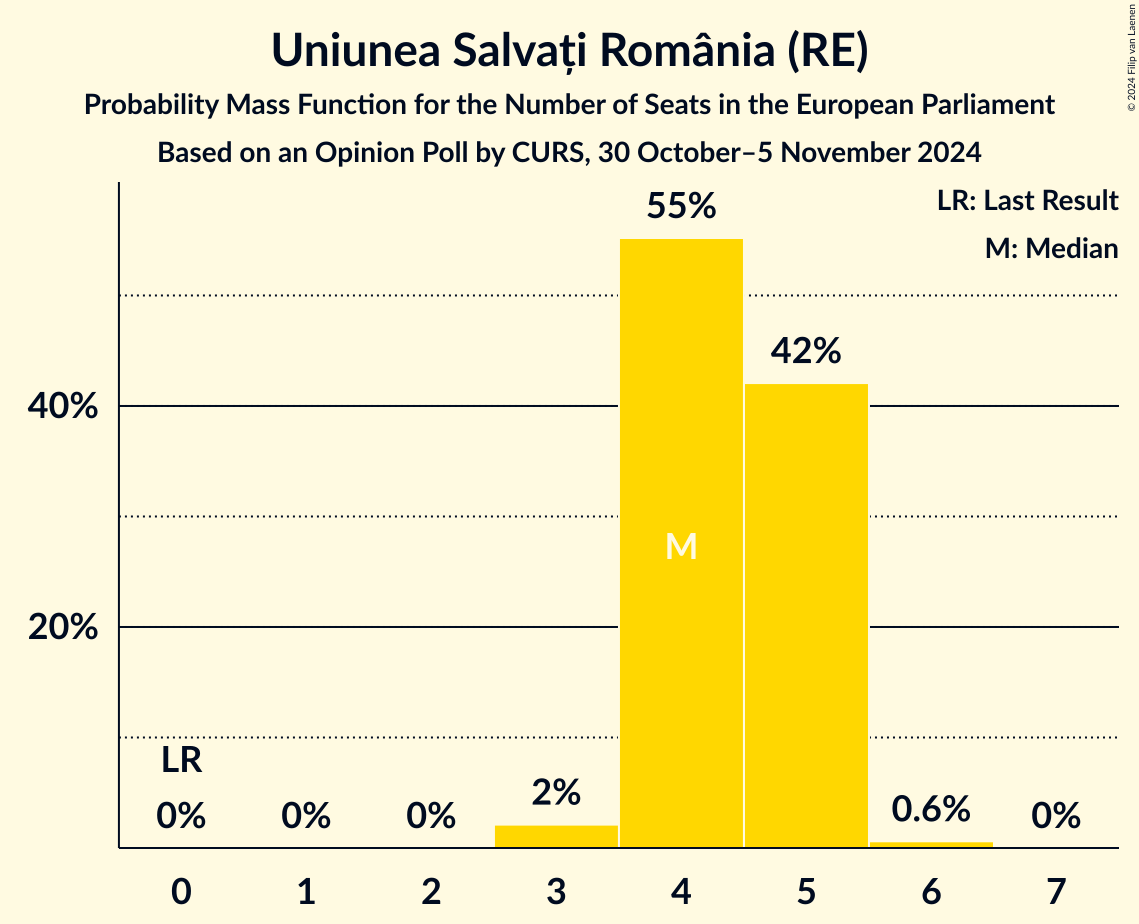 © 2024 Filip van Laenen
Uniunea Salvați România (RE)
Probability Mass Function for the Number of Seats in the European Parliament
Based on an Opinion Poll by CURS, 30 October–5 November 2024
LR: Last Result
M: Median
55%
42%
40%
M
20%
LR
0% 0% 0% 2% 0.6% 0%
0 1 2 3 4 5 6 7